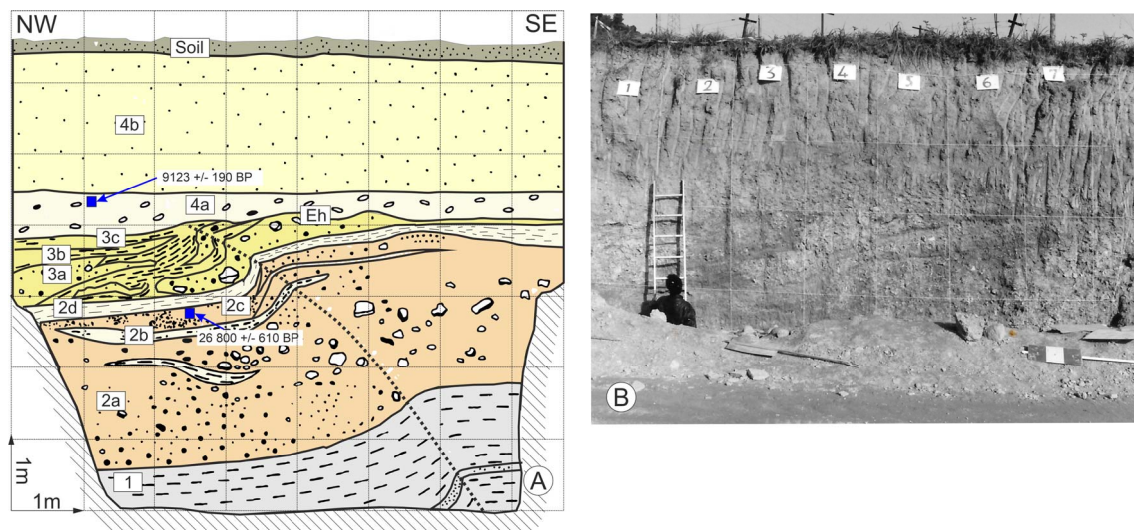 NW
SE
Soil
4b
9123 +/- 190 BP
4a
Eh
3c
3b
3a
2d
2c
2b
26 800 +/- 610 BP
2a
1
1m
1m
A
1
2
3
4
5
6
7
B